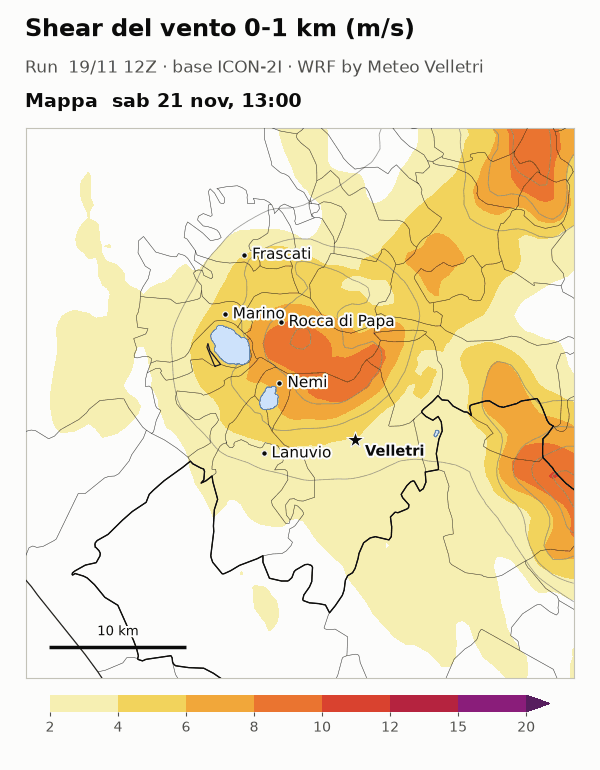 Shear del vento 0-1 km (m/s)
Run  19/11 12Z · base ICON-2I · WRF by Meteo Velletri
Mappa  sab 21 nov, 13:00
Frascati
Marino
Rocca di Papa
Nemi
Velletri
Lanuvio
10 km
2 4 6 8 10 12 15 20